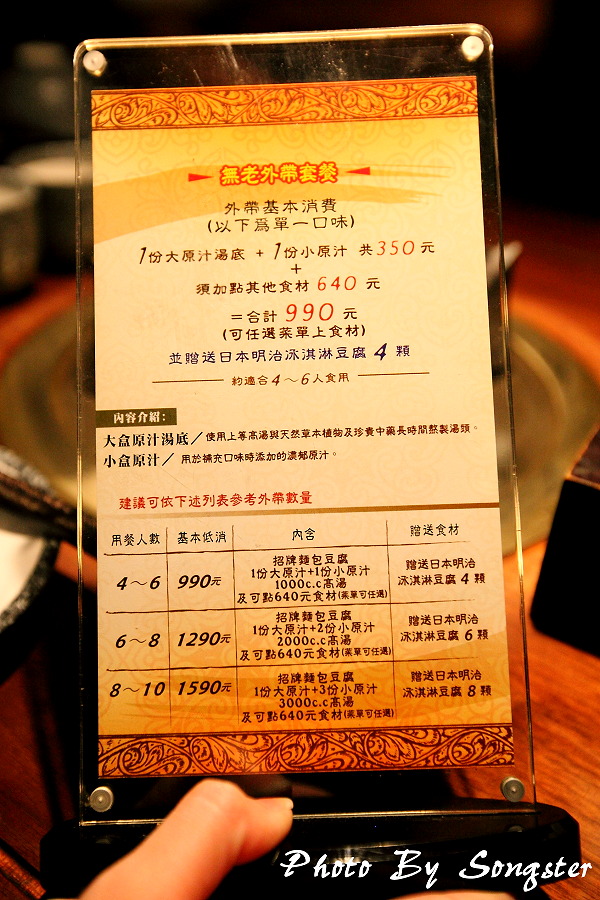 無老外帶套餐
外帶基本消費
(以下爲單一口味)
1份大原汁湯底 + 1份小原汁 共350元
+
須加點其他食材 640 元
=合計 990 元
(可任選菜單上食材)
並贈送日本明治冰淇淋豆腐 4 顆
約適合4～6人食用
內容介紹:
大盒原汁湯底／使用上等高湯與天然草本植物及珍貴中藥長時間熬製湯頭。
小盒原汁／ 用於補充口味時添加的濃郁原汁。
建議可依下述列表參考外帶數量
用餐人數 基本低消 內含 贈送食材
4～6 990元
招牌麵包豆腐
1份大原汁+1份小原汁
1000c.c高湯
及可點640元食材(菜單可任選)
贈送日本明治
冰淇淋豆腐 4 顆
6～8 1290元
招牌麵包豆腐
1份大原汁+2份小原汁
2000c.c高湯
及可點640元食材(菜單可任選)
贈送日本明治
冰淇淋豆腐 6 顆
8～10 1590元
招牌麵包豆腐
1份大原汁+3份小原汁
3000c.c高湯
及可點640元食材(菜單可任選)
贈送日本明治
冰淇淋豆腐 8 顆
Photo By Songster